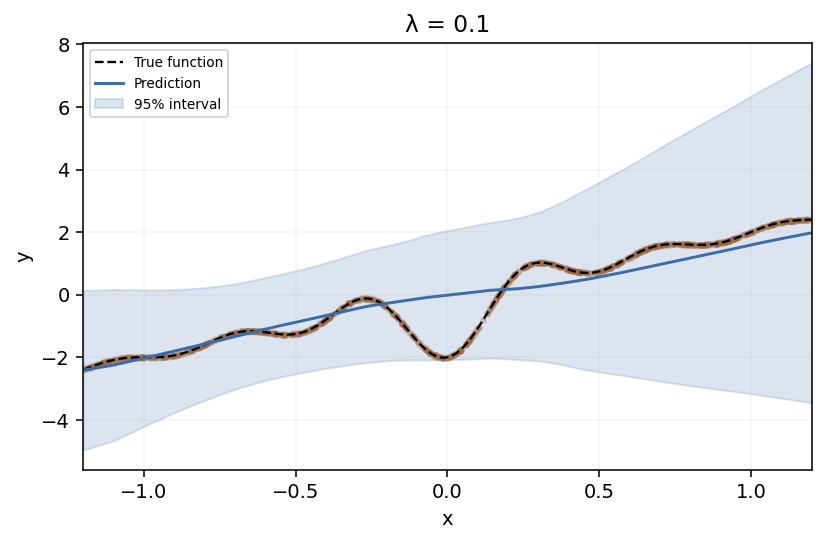 λ = 0.1
8
6
4
2
0
−2
−4
y
True function
Prediction
95% interval
−1.0
−0.5
0.0
0.5
1.0
x